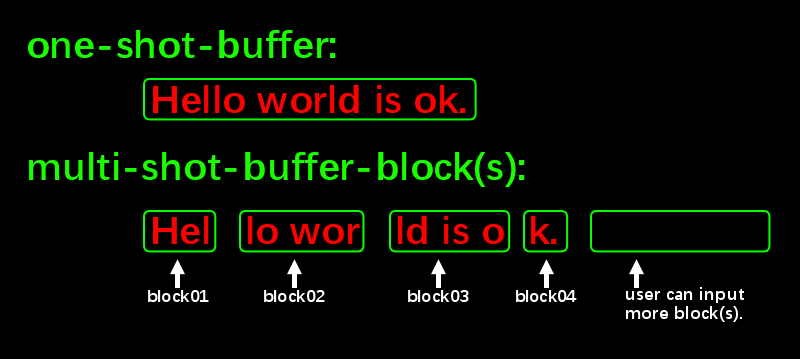 one-shot-buffer:
Hello world is ok.
multi-shot-buffer-block(s):
Hel lo wor ld is o k.
block01 block02 block03 block04 user can input
more block(s).